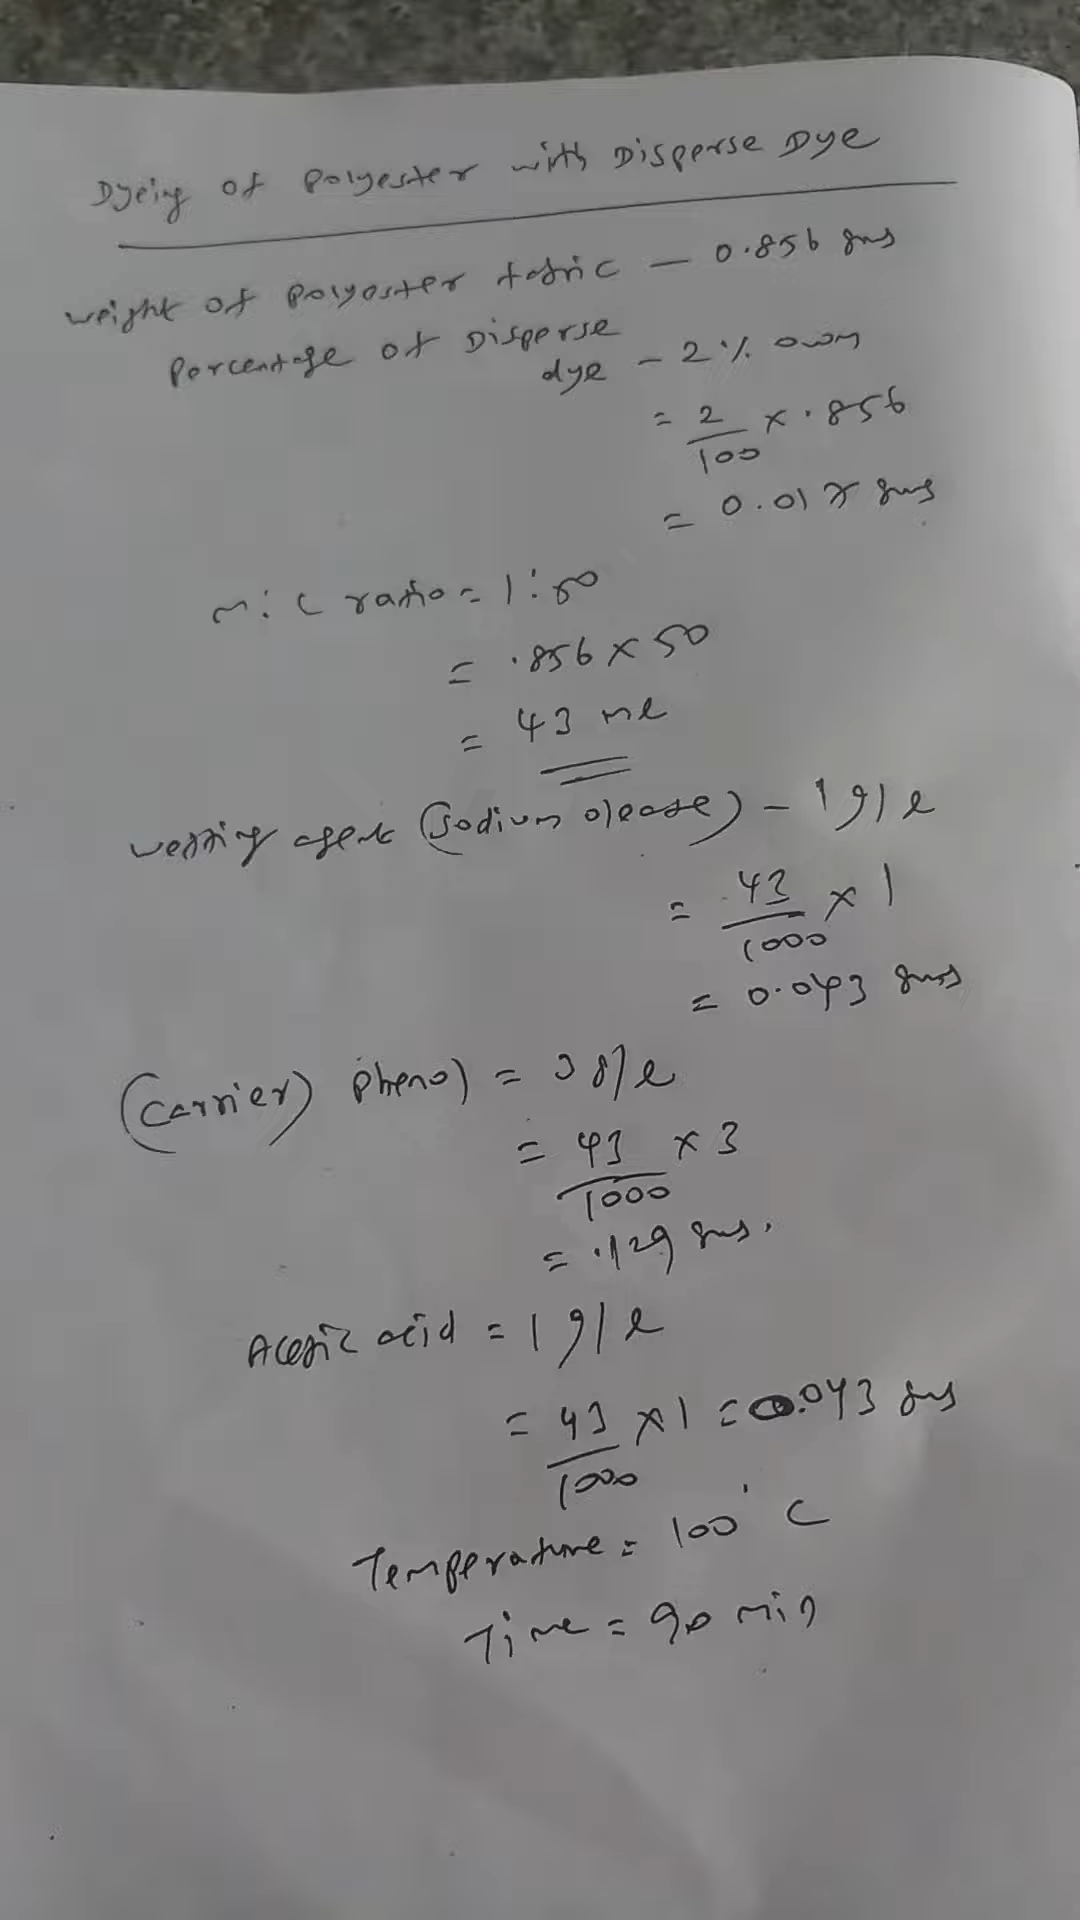 Dyeing of Polyester with Disperse Dye
Weight of Polyester fabric - 0.856 gms
Percentage of Disperse
dye - 2% owm
= 2/100 x .856
= 0.017 gms
M:L ratio = 1:50
= .856 x 50
= 43 ml
Wetting agent (Sodium oleate) - 1 g/l
= 43/1000 x 1
= 0.043 gms
(Carrier) Phenol = 3 g/l
= 43/1000 x 3
= .129 gms.
Acetic acid = 1 g/l
= 43/1000 x 1 = 0.043 gms
Temperature = 100°C
Time = 90 min